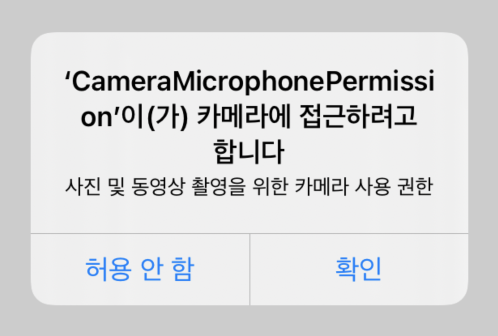 ‘CameraMicrophonePermissi
on’이(가) 카메라에 접근하려고
합니다
사진 및 동영상 촬영을 위한 카메라 사용 권한
허용 안 함
확인